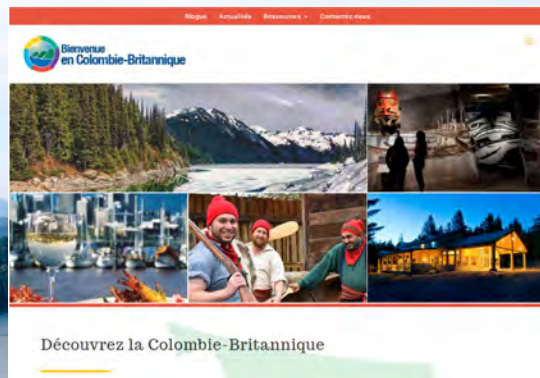 Blogue Actualités Ressources Contactez-nous
Bienvenue
en Colombie-Britannique
Découvrez la Colombie-Britannique